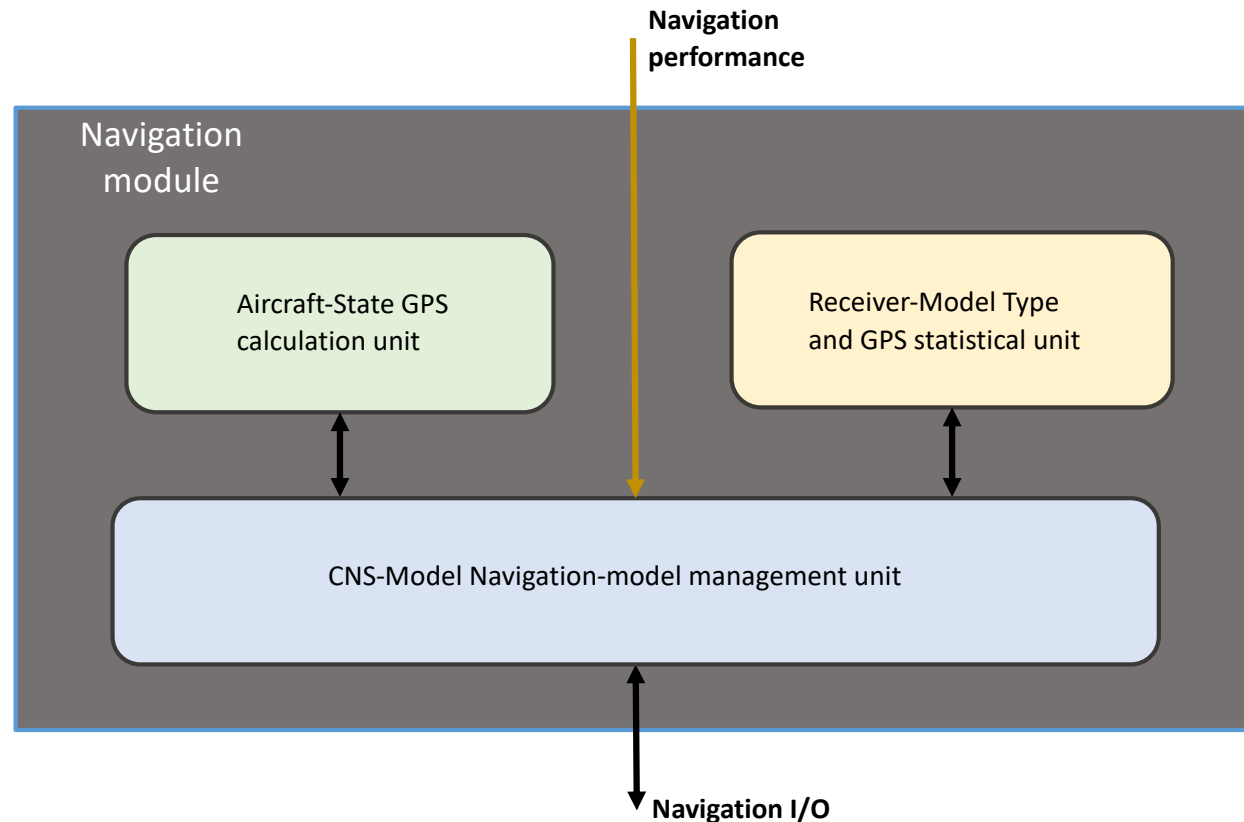 Navigation
performance
Navigation
module
Aircraft-State GPS
calculation unit
Receiver-Model Type
and GPS statistical unit
CNS-Model Navigation-model management unit
Navigation I/O